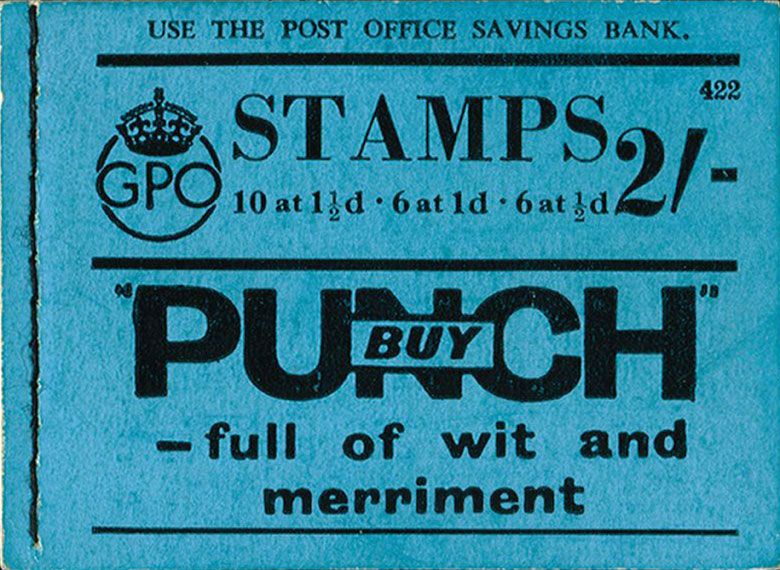 USE THE POST OFFICE SAVINGS BANK.
422
STAMPS 2/-
GPO
10 at 1½d · 6 at 1d · 6 at ½d
"PUNCH"
BUY
– full of wit and
merriment